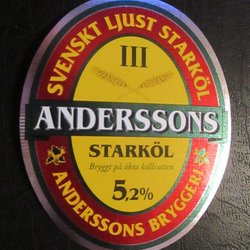 SVENSKT LJUST STARKÖL
III
ANDERSSONS
STARKÖL
Bryggt på äkta källvatten
5,2%
ANDERSSONS BRYGGERI